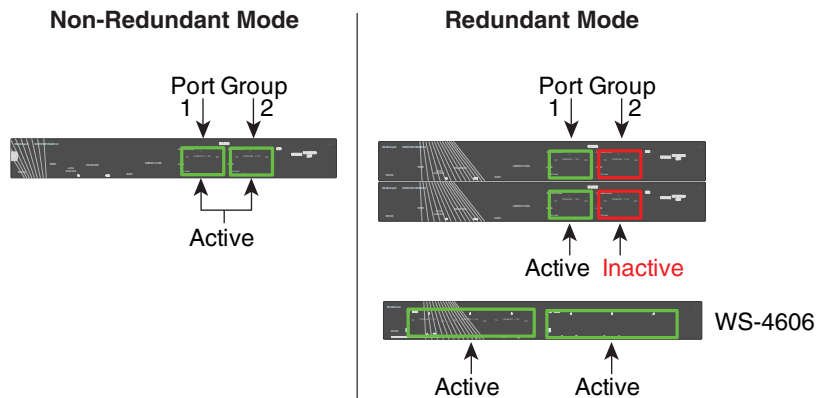 Non-Redundant Mode
Port Group
1 2
Active
Redundant Mode
Port Group
1 2
Active Inactive
WS-4606
Active Active